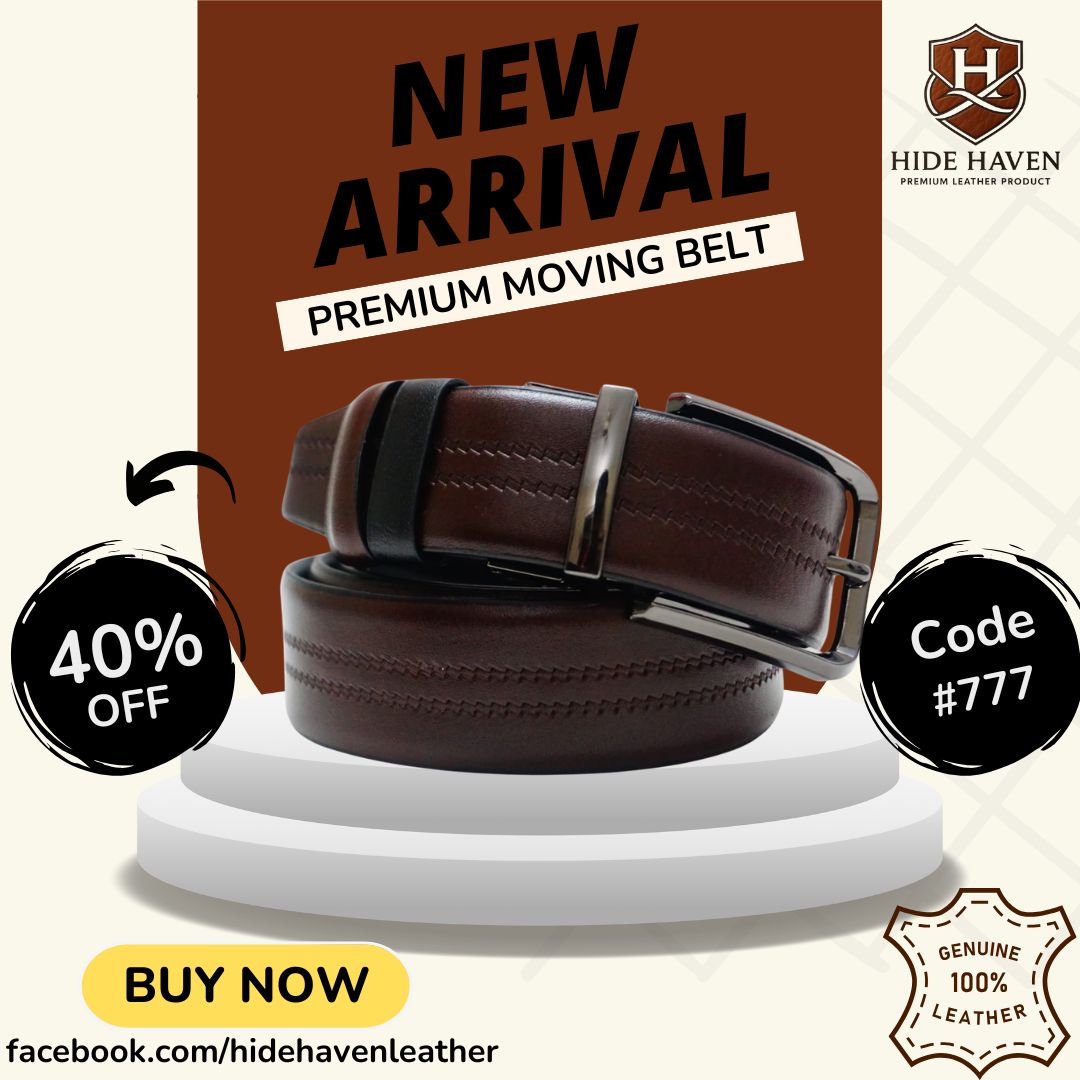 NEW
ARRIVAL
PREMIUM MOVING BELT
H
HIDE HAVEN
PREMIUM LEATHER PRODUCT
40%
OFF
Code
#777
BUY NOW
facebook.com/hidehavenleather
GENUINE
100%
LEATHER